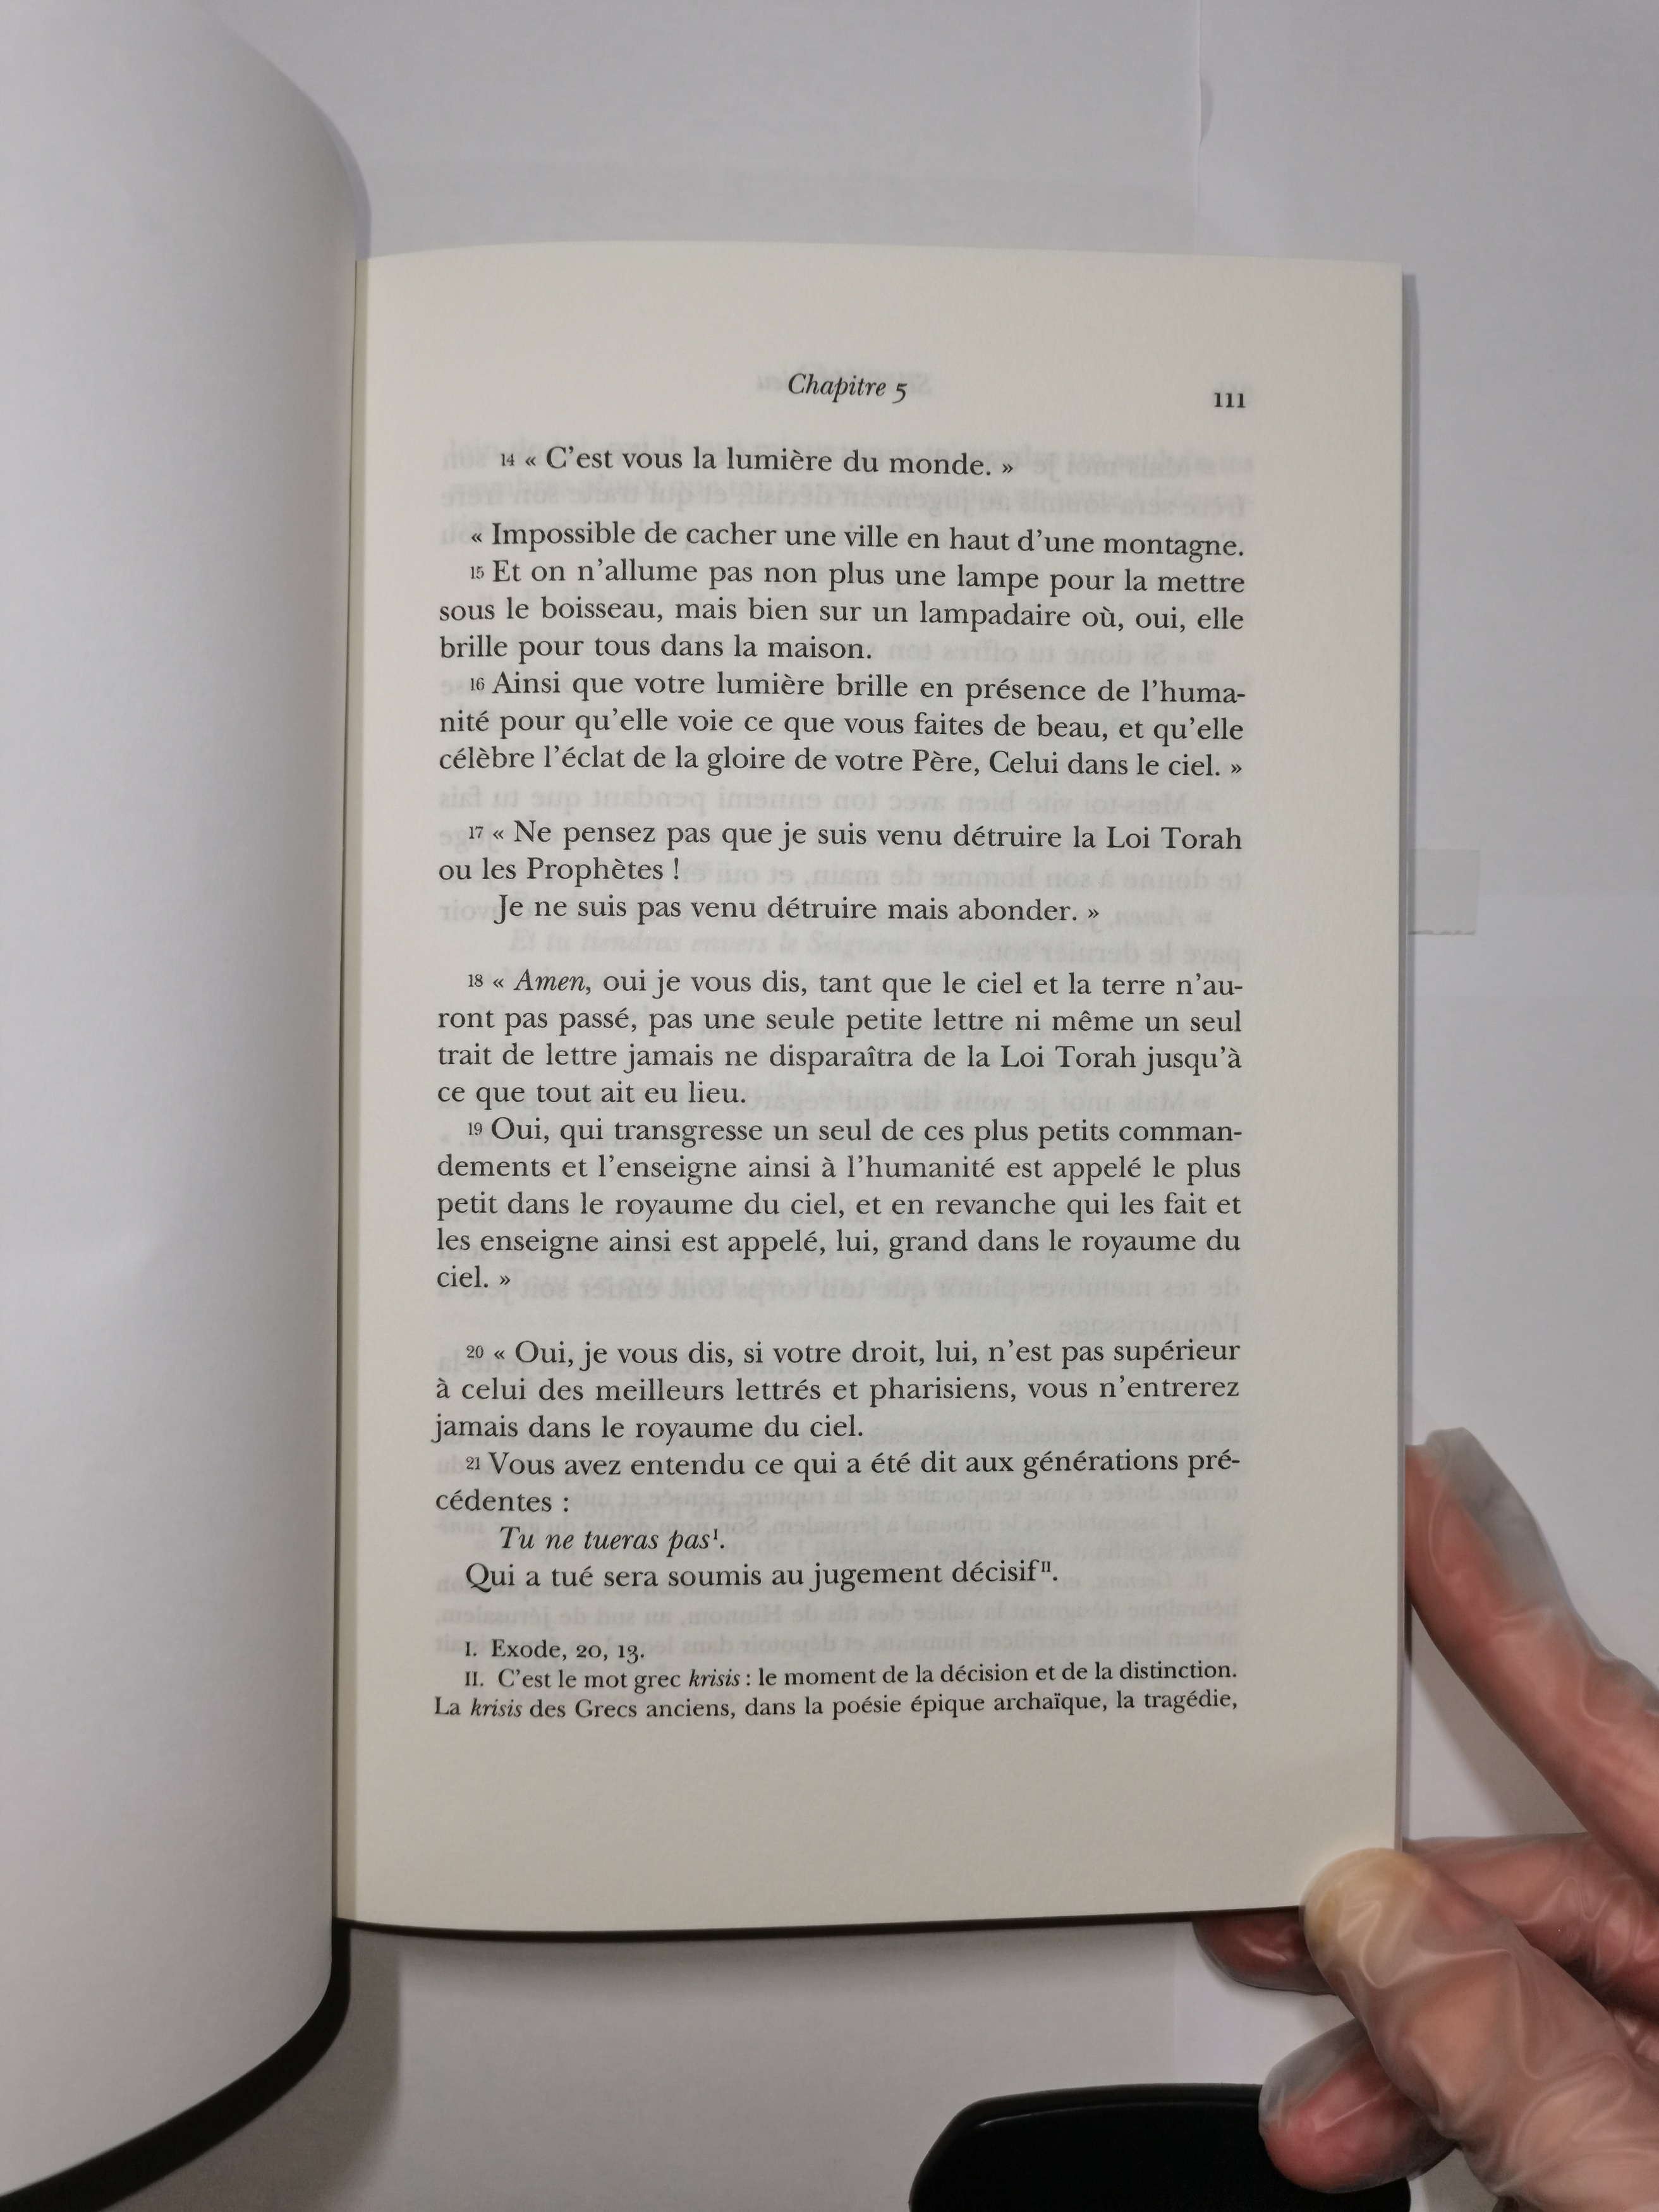 Chapitre 5
111
14 « C'est vous la lumière du monde. »
« Impossible de cacher une ville en haut d'une montagne.
15 Et on n'allume pas non plus une lampe pour la mettre
sous le boisseau, mais bien sur un lampadaire où, oui, elle
brille pour tous dans la maison.
16 Ainsi que votre lumière brille en présence de l'huma-
nité pour qu'elle voie ce que vous faites de beau, et qu'elle
célèbre l'éclat de la gloire de votre Père, Celui dans le ciel. »
17 « Ne pensez pas que je suis venu détruire la Loi Torah
ou les Prophètes !
Je ne suis pas venu détruire mais abonder. »
18 « Amen, oui je vous dis, tant que le ciel et la terre n'au-
ront pas passé, pas une seule petite lettre ni même un seul
trait de lettre jamais ne disparaîtra de la Loi Torah jusqu'à
ce que tout ait eu lieu.
19 Oui, qui transgresse un seul de ces plus petits comman-
dements et l'enseigne ainsi à l'humanité est appelé le plus
petit dans le royaume du ciel, et en revanche qui les fait et
les enseigne ainsi est appelé, lui, grand dans le royaume du
ciel. »
20 « Oui, je vous dis, si votre droit, lui, n'est pas supérieur
à celui des meilleurs lettrés et pharisiens, vous n'entrerez
jamais dans le royaume du ciel.
21 Vous avez entendu ce qui a été dit aux générations pré-
cédentes :
Tu ne tueras pas I.
Qui a tué sera soumis au jugement décisif II.
I. Exode, 20, 13.
II. C'est le mot grec krisis : le moment de la décision et de la distinction.
La krisis des Grecs anciens, dans la poésie épique archaïque, la tragédie,